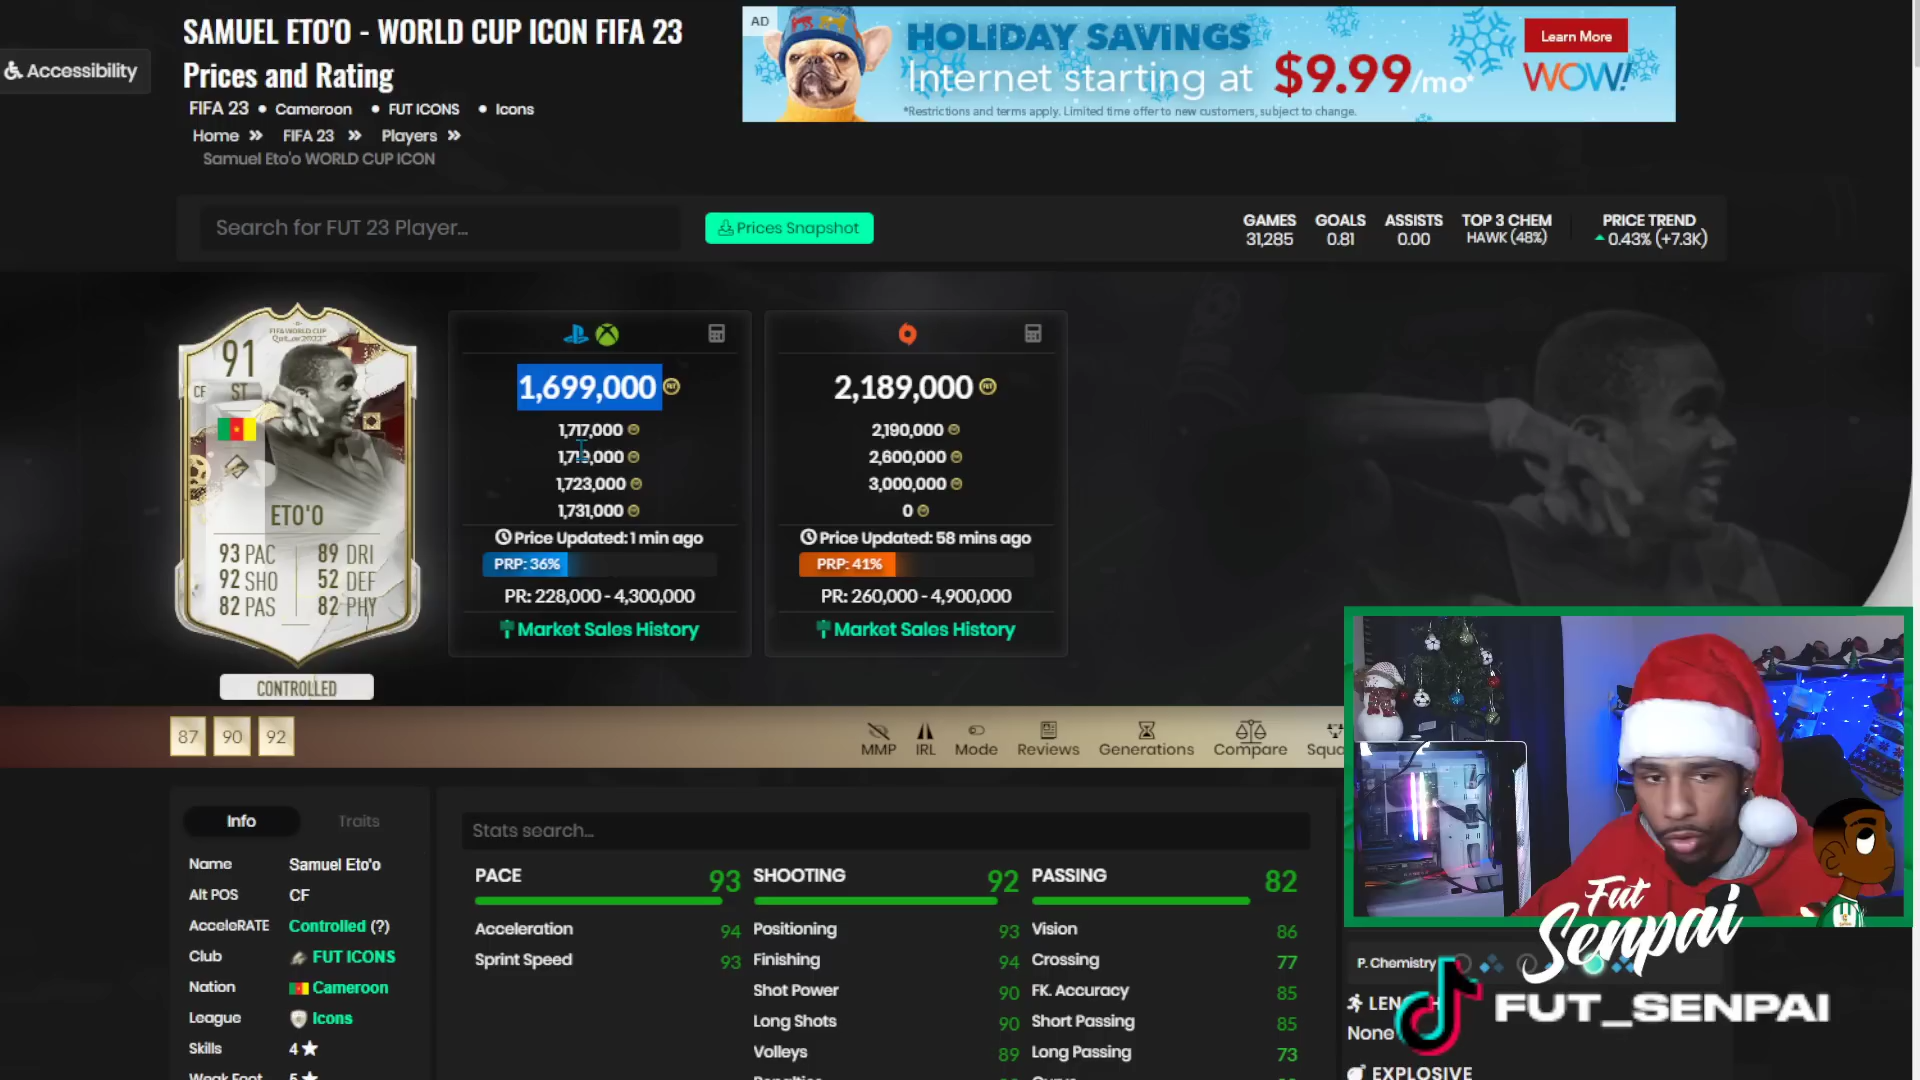 SAMUEL ETO'O - WORLD CUP ICON FIFA 23
Prices and Rating
Accessibility
FIFA 23 • Cameroon • FUT ICONS • Icons
Home » FIFA 23 » Players »
Samuel Eto'o WORLD CUP ICON
AD
HOLIDAY SAVINGS
Internet starting at $9.99/mo*
*Restrictions and terms apply. Limited time offer to new customers, subject to change.
Learn More
WOW!
Search for FUT 23 Player...
Prices Snapshot
GAMES GOALS ASSISTS TOP 3 CHEM PRICE TREND
31,285 0.81 0.00 HAWK (48%) 0.43% (+7.3K)
FIFA WORLD CUP
Qatar2022
91
CF ST
ETO'O
93 PAC 89 DRI
92 SHO 52 DEF
82 PAS 82 PHY
CONTROLLED
1,699,000
1,717,000
1,723,000
1,731,000
Price Updated: 1 min ago
PRP: 36%
PR: 228,000 - 4,300,000
Market Sales History
2,189,000
2,190,000
2,600,000
3,000,000
0
Price Updated: 58 mins ago
PRP: 41%
PR: 260,000 - 4,900,000
Market Sales History
87 90 92
MMP IRL Mode Reviews Generations Compare Squa
Info Traits
Name Samuel Eto'o
Alt POS CF
AcceleRATE Controlled (?)
Club FUT ICONS
Nation Cameroon
League Icons
Skills 4
Weak Foot 5
Stats search...
PACE 93
Acceleration 94
Sprint Speed 93
SHOOTING 92
Positioning 93
Finishing 94
Shot Power 90
Long Shots 90
Volleys 89
Penalties
PASSING 82
Vision 86
Crossing 77
FK. Accuracy 85
Short Passing 85
Long Passing 73
Curve
P. Chemistry
None
EXPLOSIVE
Fut
Senpai
FUT_SENPAI